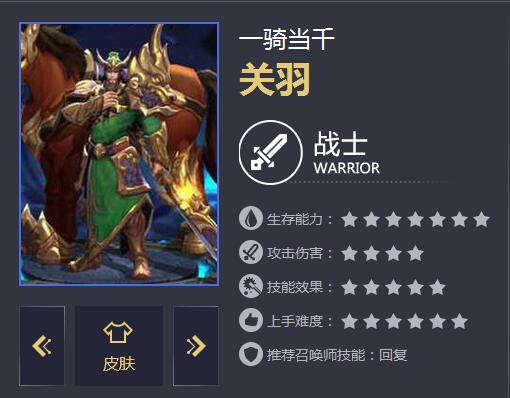 一骑当千
关羽
战士
WARRIOR
生存能力：
攻击伤害：
技能效果：
上手难度：
推荐召唤师技能：回复
皮肤